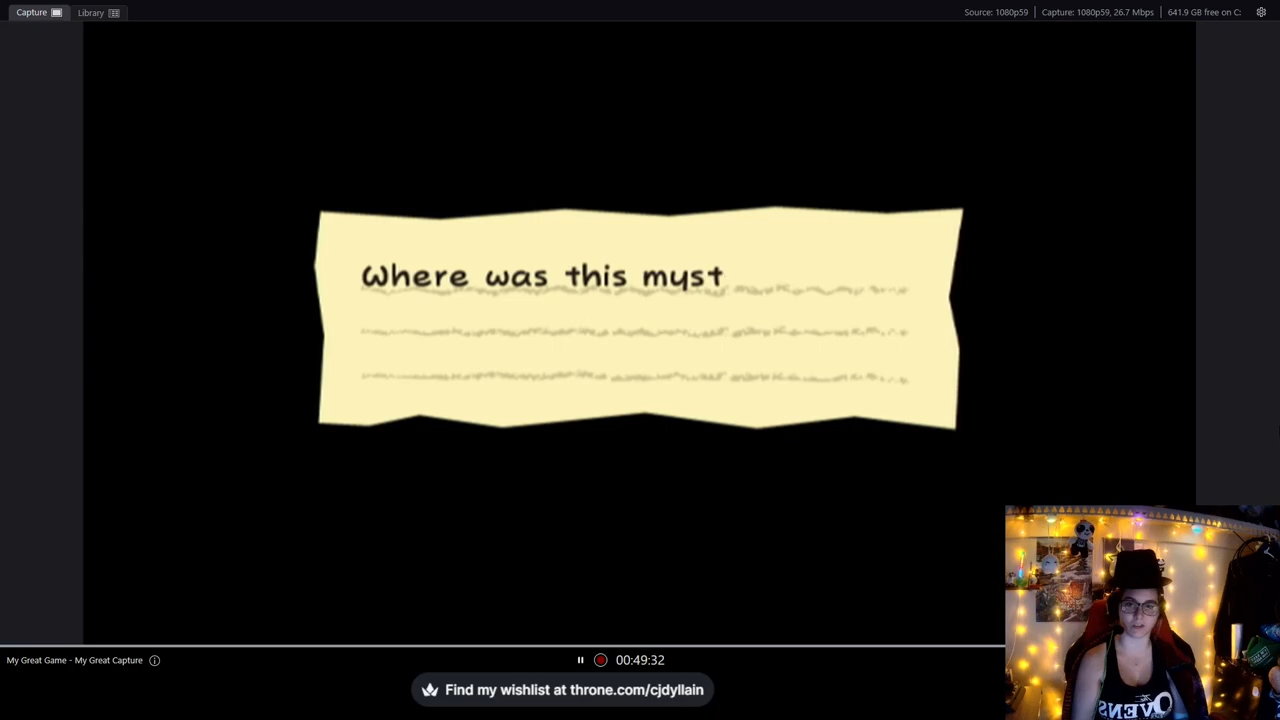 Capture
Library
Source: 1080p59
Capture: 1080p59, 26.7 Mbps
641.9 GB free on C:
Where was this myst
My Great Game - My Great Capture
00:49:32
Find my wishlist at throne.com/cjdyllain
OVENS